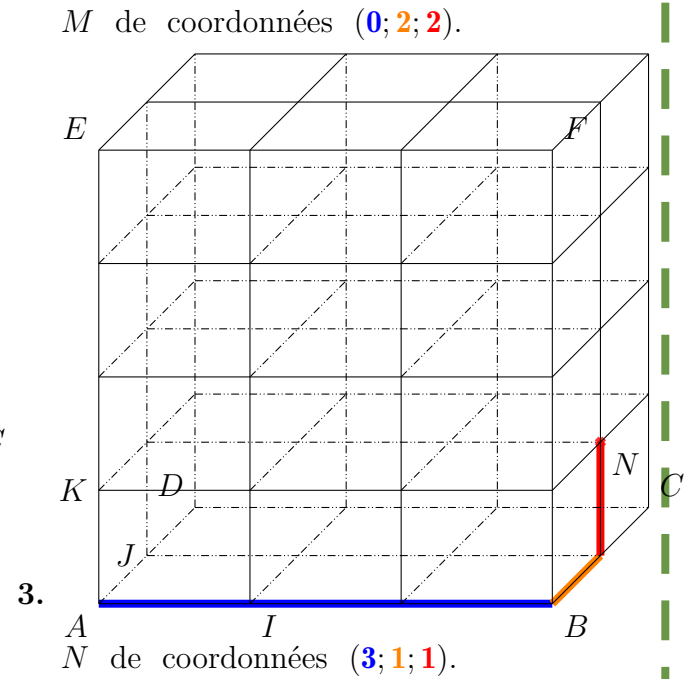 M de coordonnées (0; 2; 2).
E F
K D N C
J
3.
A I B
N de coordonnées (3; 1; 1).